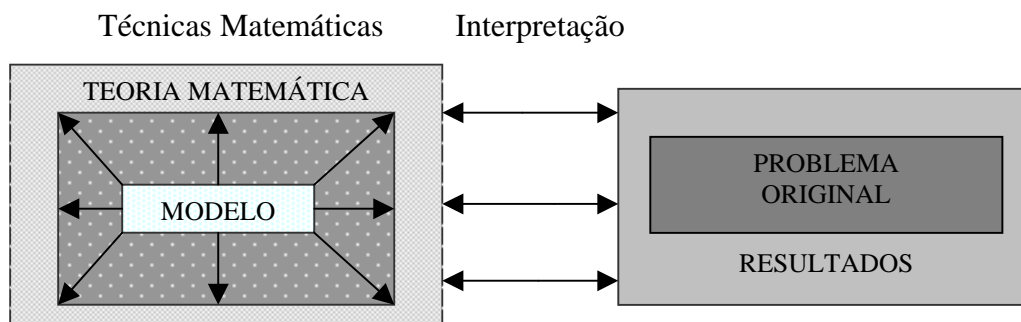 Técnicas Matemáticas Interpretação
TEORIA MATEMÁTICA
MODELO
PROBLEMA
ORIGINAL
RESULTADOS